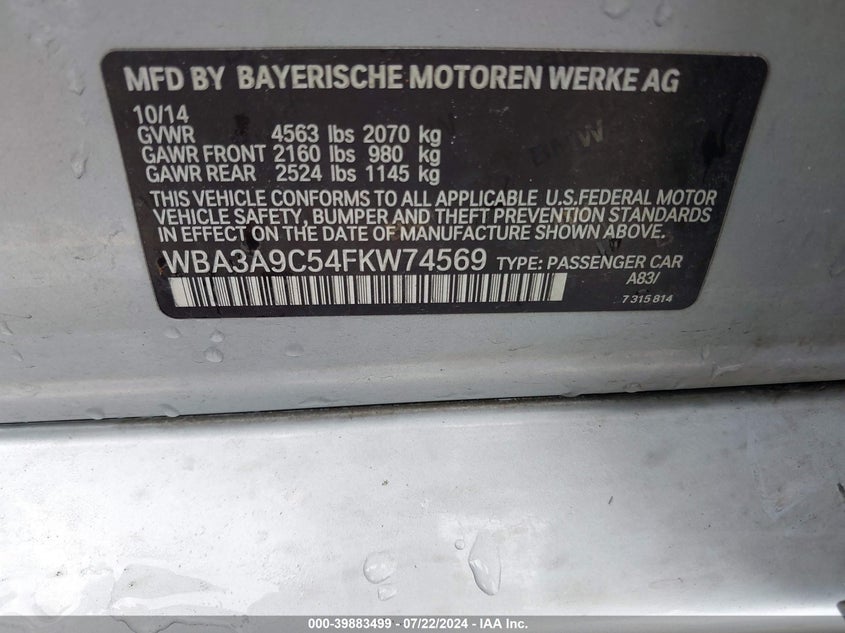 MFD BY BAYERISCHE MOTOREN WERKE AG
10/14
GVWR 4563 lbs 2070 kg
GAWR FRONT 2160 lbs 980 kg
GAWR REAR 2524 lbs 1145 kg
THIS VEHICLE CONFORMS TO ALL APPLICABLE U.S.FEDERAL MOTOR
VEHICLE SAFETY, BUMPER AND THEFT PREVENTION STANDARDS
IN EFFECT ON THE DATE OF MANUFACTURE SHOWN ABOVE.
WBA3A9C54FKW74569 TYPE: PASSENGER CAR
A83/
7 315 814
000-39883499 - 07/22/2024 - IAA Inc.